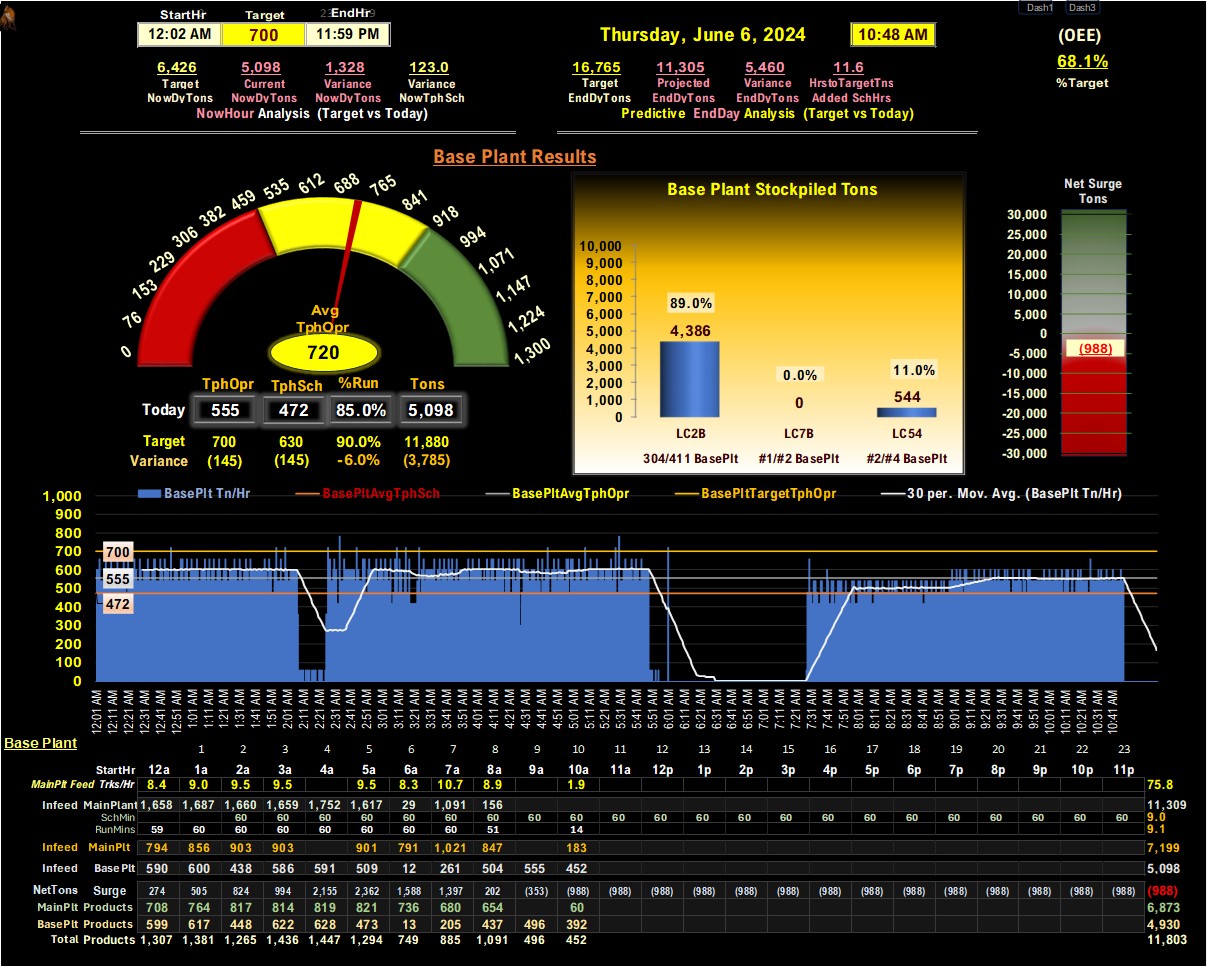 StartHr Target EndHr Dash1 Dash3
12:02 AM 700 11:59 PM Thursday, June 6, 2024 10:48 AM (OEE)
6,426 5,098 1,328 123.0 16,765 11,305 5,460 11.6 68.1%
Target Current Variance Variance Target Projected Variance HrstoTargetTns %Target
NowDyTons NowDyTons NowDyTons NowTphSch EndDyTons EndDyTons EndDyTons Added SchHrs
NowHour Analysis (Target vs Today) Predictive EndDay Analysis (Target vs Today)
Base Plant Results
0 76 153 229 306 382 459 535 612 688 765 841 918 994 1,071 1,147 1,224 1,300
Avg
TphOpr
720
TphOpr TphSch %Run Tons
Today 555 472 85.0% 5,098
Target 700 630 90.0% 11,880
Variance (145) (145) -6.0% (3,785)
Base Plant Stockpiled Tons
10,000
9,000
8,000
7,000
6,000
5,000
4,000
3,000
2,000
1,000
0
89.0% 0.0% 11.0%
4,386 0 544
LC2B LC7B LC54
304/411 BasePlt #1/#2 BasePlt #2/#4 BasePlt
Net Surge
Tons
30,000
25,000
20,000
15,000
10,000
5,000
0
-5,000
-10,000
-15,000
-20,000
-25,000
-30,000
(988)
BasePlt Tn/Hr BasePltAvgTphSch BasePltAvgTphOpr BasePltTargetTphOpr 30 per. Mov. Avg. (BasePlt Tn/Hr)
1,000
900
800
700
600
500
400
300
200
100
0
700
555
472
12:01 AM 12:11 AM 12:21 AM 12:31 AM 12:41 AM 12:51 AM 1:01 AM 1:11 AM 1:21 AM 1:31 AM 1:41 AM 1:51 AM 2:01 AM 2:12 AM 2:22 AM 2:33 AM 2:45 AM 2:55 AM 3:05 AM 3:15 AM 3:23 AM 3:33 AM 3:43 AM 3:50 AM 4:01 AM 4:11 AM 4:21 AM 4:31 AM 4:41 AM 4:51 AM 5:00 AM 5:11 AM 5:21 AM 5:31 AM 5:45 AM 5:55 AM 6:01 AM 6:12 AM 6:21 AM 6:31 AM 6:41 AM 6:51 AM 7:00 AM 7:12 AM 7:22 AM 7:34 AM 7:44 AM 7:56 AM 8:05 AM 8:15 AM 8:25 AM 8:35 AM 8:45 AM 8:55 AM 9:01 AM 9:11 AM 9:21 AM 9:34 AM 9:45 AM 9:55 AM 10:01 AM 10:11 AM 10:21 AM 10:31 AM 10:41 AM
Base Plant 1 2 3 4 5 6 7 8 9 10 11 12 13 14 15 16 17 18 19 20 21 22 23
StartHr 12a 1a 2a 3a 4a 5a 6a 7a 8a 9a 10a 11a 12p 1p 2p 3p 4p 5p 6p 7p 8p 9p 10p 11p
MainPlt Feed Trks/Hr 8.4 9.0 9.5 9.5 9.5 8.3 10.7 8.9 1.9 75.8
Infeed MainPlant 1,658 1,687 1,660 1,659 1,752 1,617 29 1,091 156 11,309
SchMin 60 60 60 60 60 60 60 60 60 60 60 60 60 60 60 60 60 60 60 60 60 60 9.0
RunMins 59 60 60 60 60 60 60 60 51 14 9.1
Infeed MainPlt 794 856 903 903 901 791 1,021 847 183 7,199
Infeed BasePlt 590 600 438 586 591 509 12 261 504 555 452 5,098
NetTons Surge 274 505 824 994 2,155 2,362 1,588 1,397 202 (353) (988) (988) (988) (988) (988) (988) (988) (988) (988) (988) (988) (988) (988) (988) (988)
MainPlt Products 708 764 817 814 819 821 736 680 654 60 6,873
BasePlt Products 599 617 448 622 628 473 13 205 437 496 392 4,930
Total Products 1,307 1,381 1,265 1,436 1,447 1,294 749 885 1,091 496 452 11,803